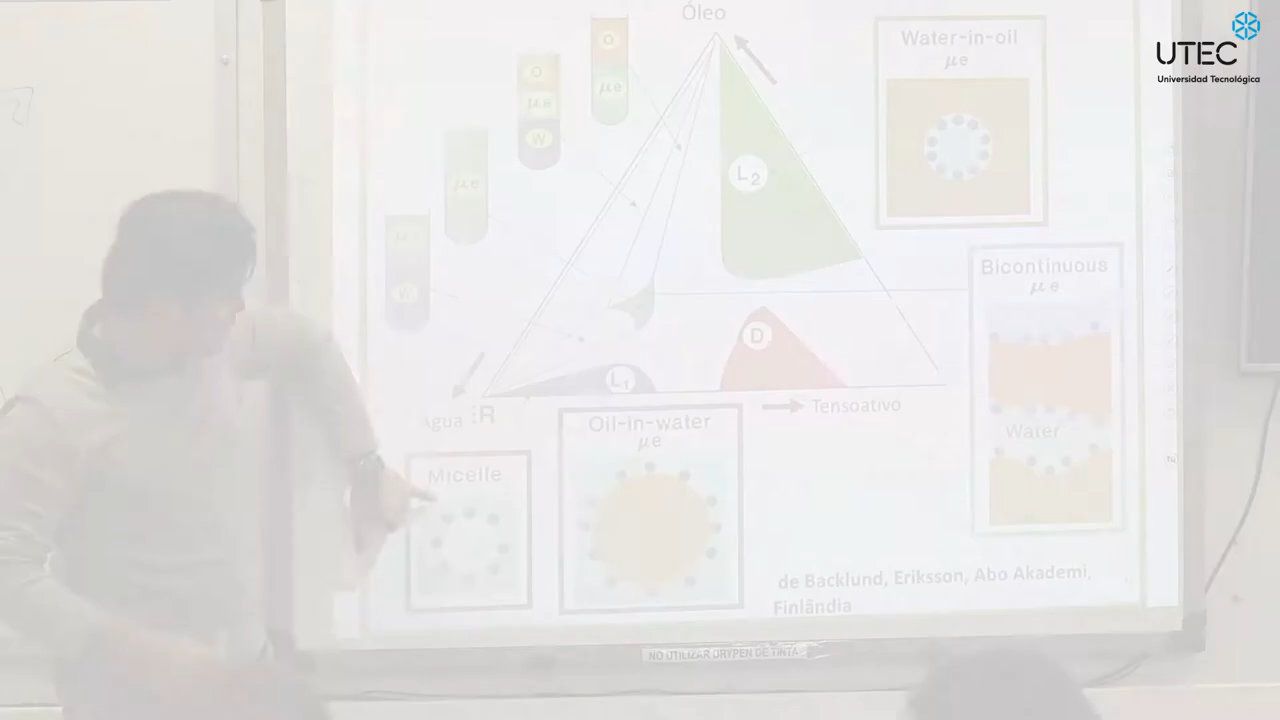 Óleo
O
μe
O
μe
W
μe
W
L₂
Water-in-oil
μe
UTEC
Universidad Tecnológica
Bicontinuous
μe
Water
D
L₁
Tensoativo
Oil-in-water
μe
Micelle
de Backlund, Eriksson, Abo Akademi,
Finlândia
NO UTILIZAR DRYPEN DE TINTA